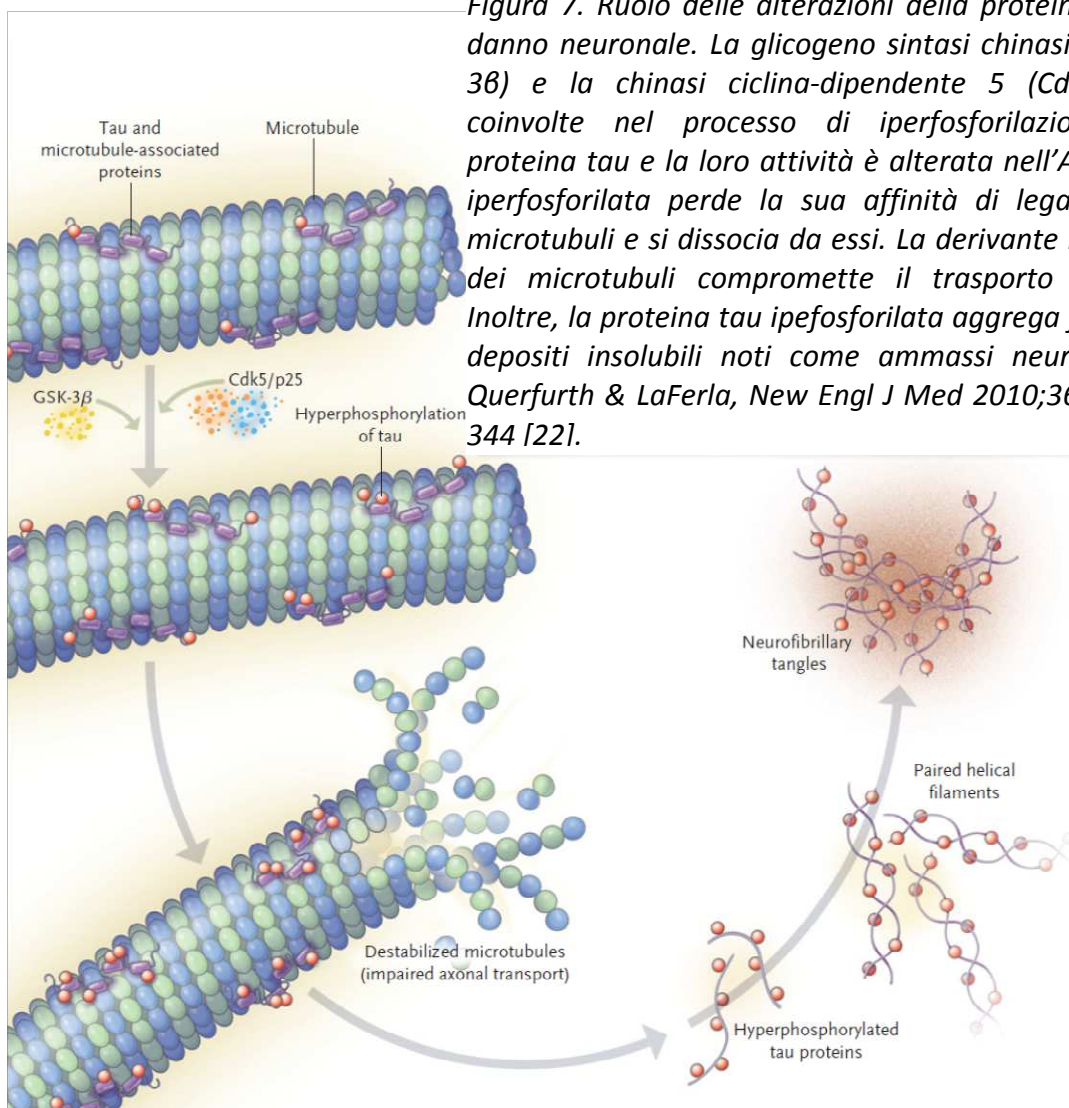 Figura 7. Ruolo delle alterazioni della protein
danno neuronale. La glicogeno sintasi chinasi
3β) e la chinasi ciclina-dipendente 5 (Cd
coinvolte nel processo di iperfosforilazio
proteina tau e la loro attività è alterata nell'A
iperfosforilata perde la sua affinità di lega
microtubuli e si dissocia da essi. La derivante
dei microtubuli compromette il trasporto
Inoltre, la proteina tau ipefosforilata aggrega
depositi insolubili noti come ammassi neur
Querfurth & LaFerla, New Engl J Med 2010;36
344 [22].
Tau and
microtubule-associated
proteins
Microtubule
GSK-3β
Cdk5/p25
Hyperphosphorylation
of tau
Neurofibrillary
tangles
Paired helical
filaments
Destabilized microtubules
(impaired axonal transport)
Hyperphosphorylated
tau proteins